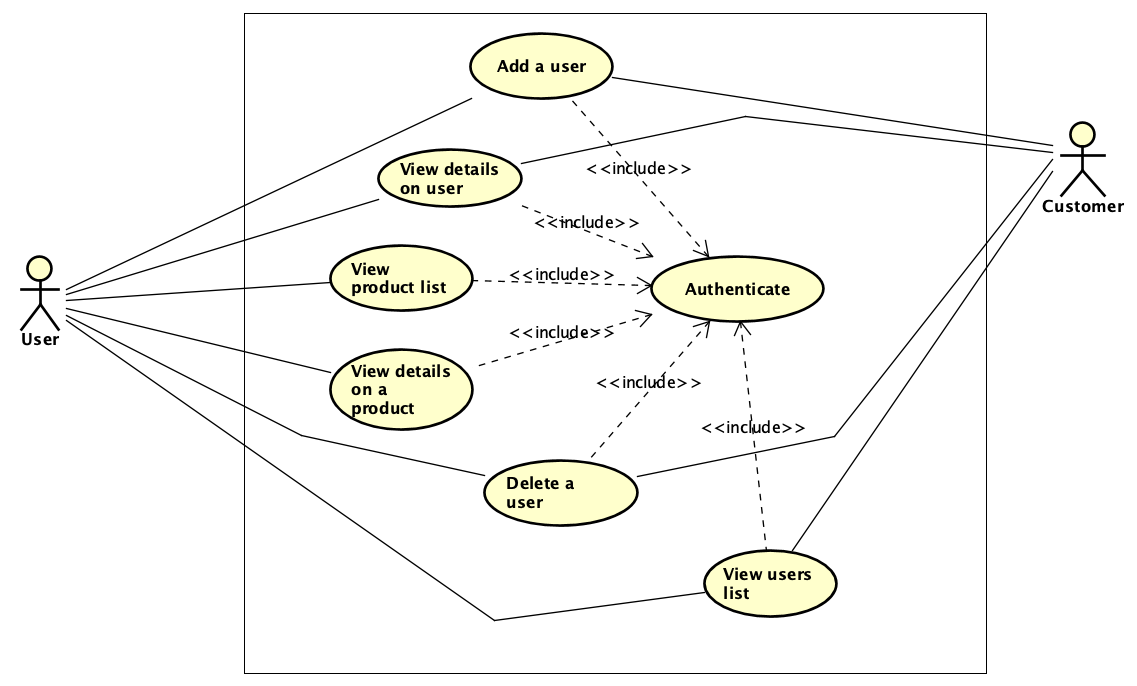 Add a user
View details
on user
<<include>>
<<include>>
Customer
View
product list
<<include>>
Authenticate
User
<<include>>
View details
on a
product
<<include>>
<<include>>
Delete a
user
View users
list